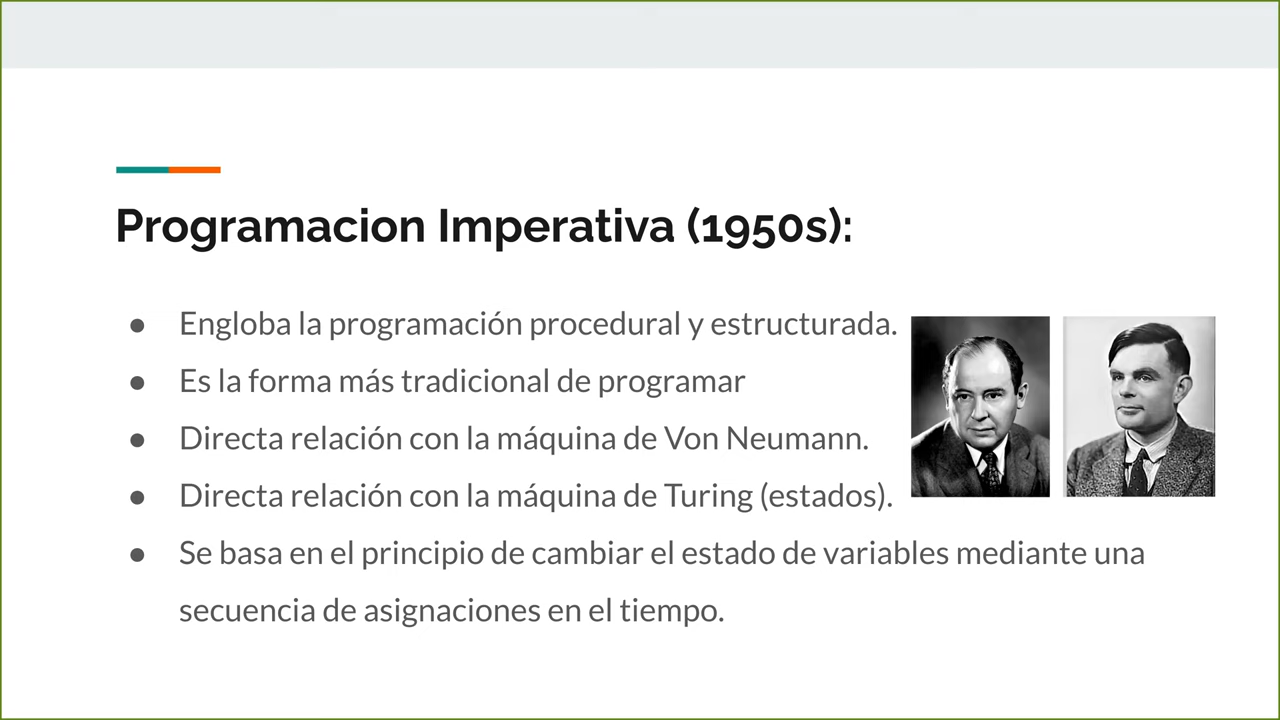 Programacion Imperativa (1950s):
● Engloba la programación procedural y estructurada.
● Es la forma más tradicional de programar
● Directa relación con la máquina de Von Neumann.
● Directa relación con la máquina de Turing (estados).
● Se basa en el principio de cambiar el estado de variables mediante una
secuencia de asignaciones en el tiempo.